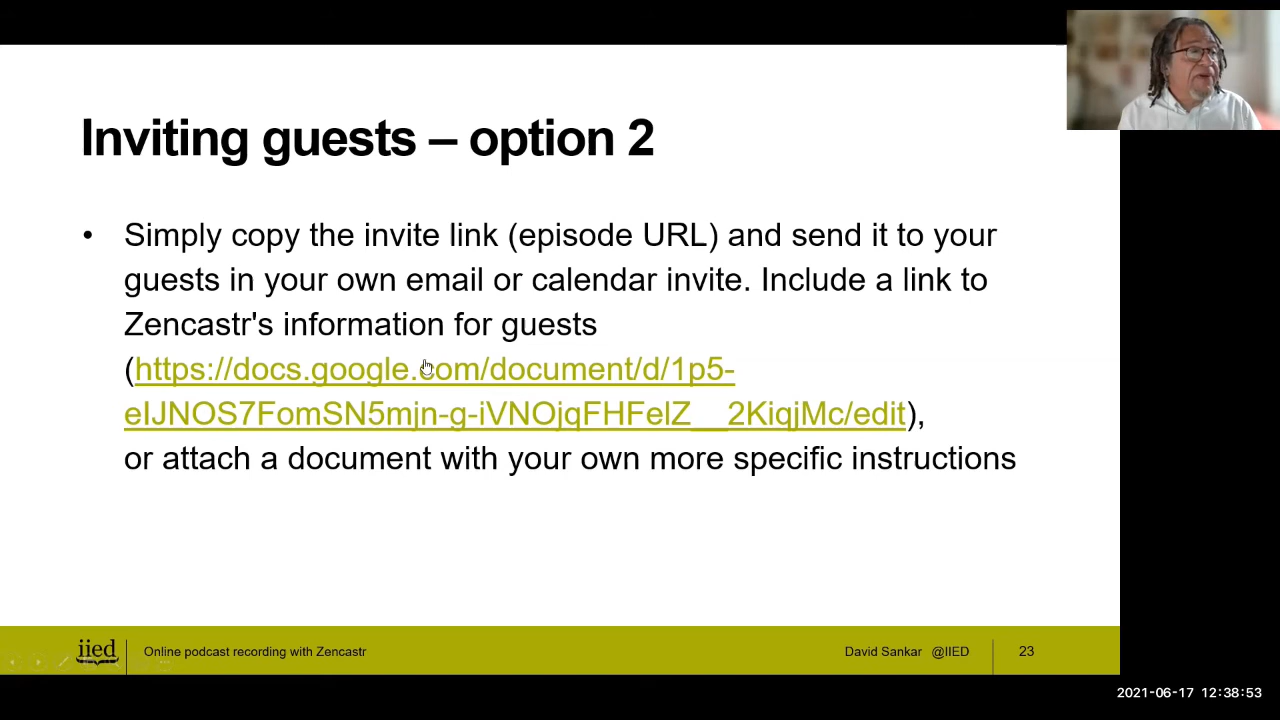 Inviting guests – option 2
• Simply copy the invite link (episode URL) and send it to your
guests in your own email or calendar invite. Include a link to
Zencastr's information for guests
(https://docs.google.com/document/d/1p5-
eIJNOS7FomSN5mjn-g-iVNOjqFHFelZ__2KiqjMc/edit),
or attach a document with your own more specific instructions
iied
Online podcast recording with Zencastr
David Sankar @IIED
23
2021-06-17 12:38:53